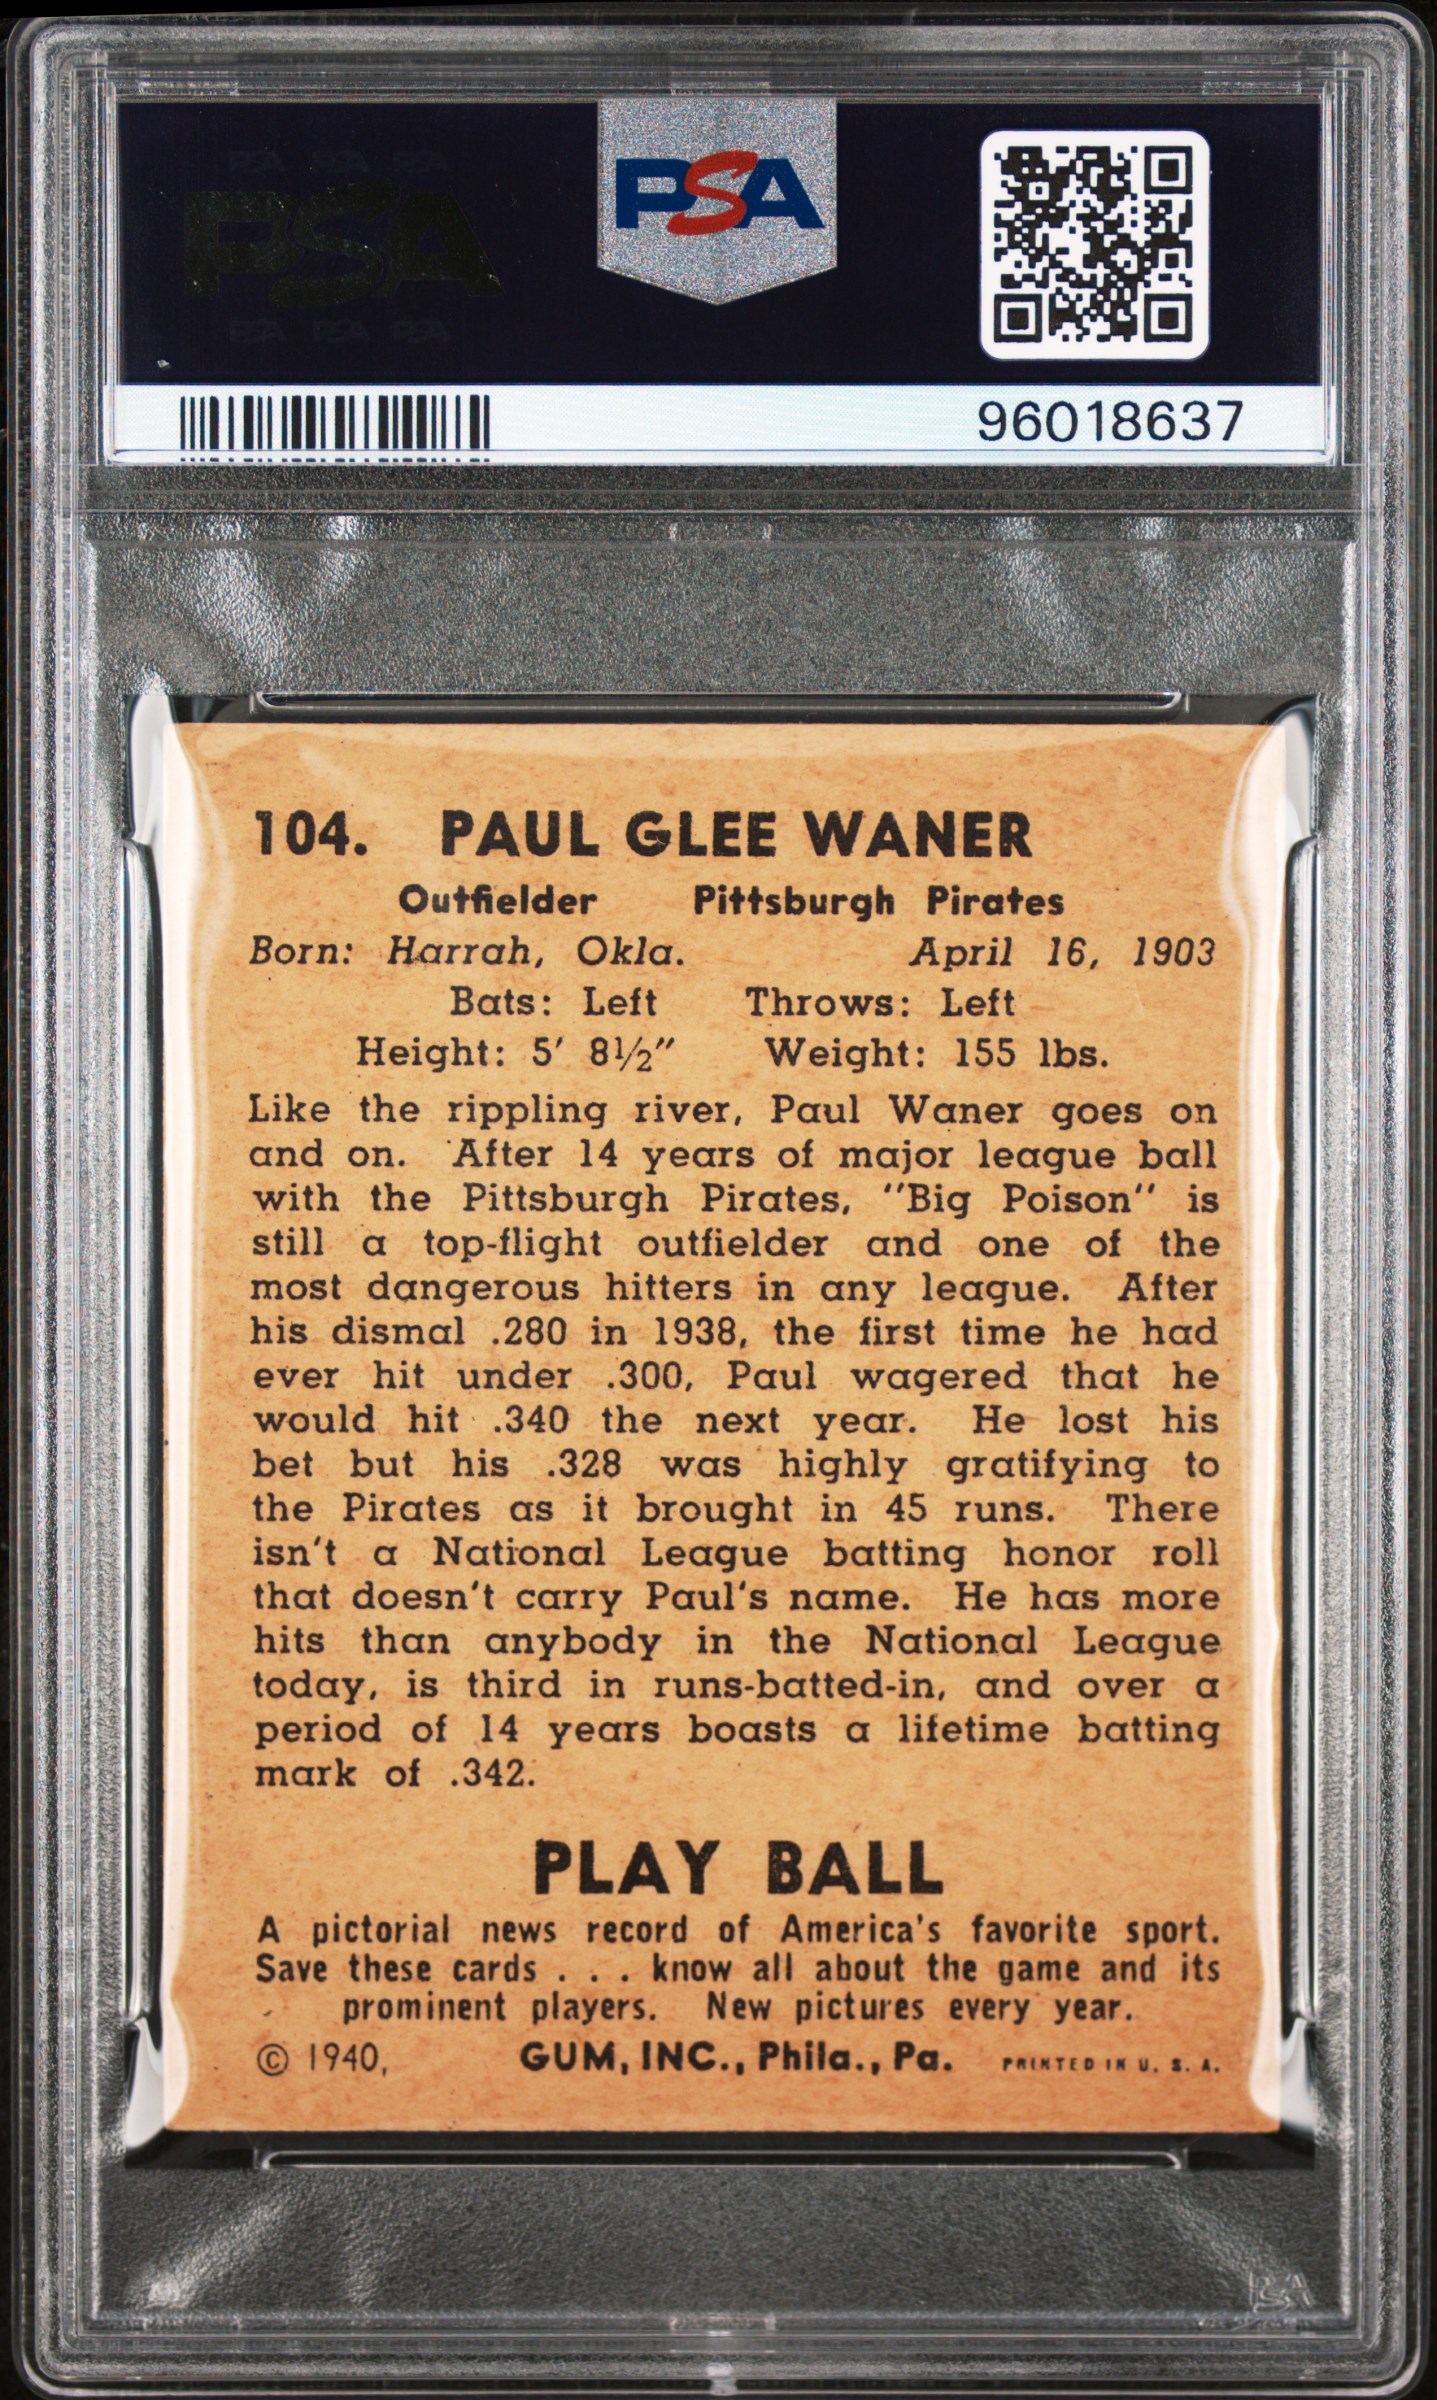 PSA
PSA
96018637
104. PAUL GLEE WANER
Outfielder Pittsburgh Pirates
Born: Harrah, Okla. April 16, 1903
Bats: Left Throws: Left
Height: 5' 8½" Weight: 155 lbs.
Like the rippling river, Paul Waner goes on
and on. After 14 years of major league ball
with the Pittsburgh Pirates, "Big Poison" is
still a top-flight outfielder and one of the
most dangerous hitters in any league. After
his dismal .280 in 1938, the first time he had
ever hit under .300, Paul wagered that he
would hit .340 the next year. He lost his
bet but his .328 was highly gratifying to
the Pirates as it brought in 45 runs. There
isn't a National League batting honor roll
that doesn't carry Paul's name. He has more
hits than anybody in the National League
today, is third in runs-batted-in, and over a
period of 14 years boasts a lifetime batting
mark of .342.
PLAY BALL
A pictorial news record of America's favorite sport.
Save these cards . . . know all about the game and its
prominent players. New pictures every year.
© 1940, GUM, INC., Phila., Pa. PRINTED IN U. S. A.
PSA